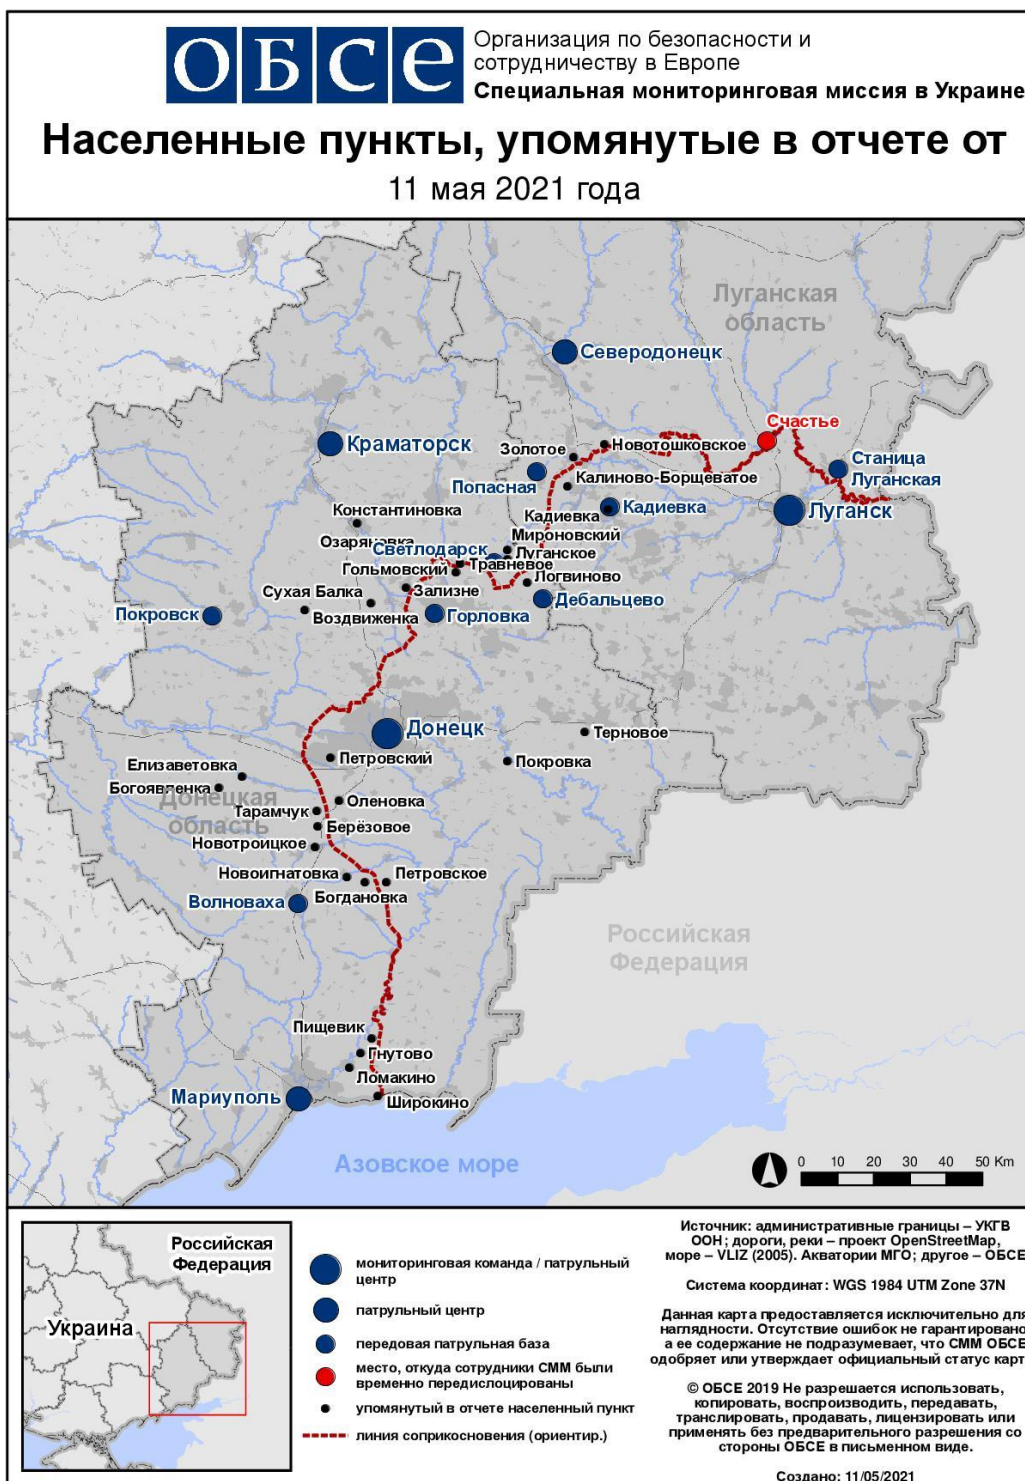 ОБСЕ
Организация по безопасности и
сотрудничеству в Европе
Специальная мониторинговая миссия в Украине
Населенные пункты, упомянутые в отчете от
11 мая 2021 года
Луганская
область
Северодонецк
Счастье
Краматорск
Золотое
Новотошковское
Станица
Луганская
Попасная
Калиново-Борщеватое
Константиновка
Кадиевка
Кадиевка
Луганск
Озаряновка
Мироновский
Светлодарск
Луганское
Травневое
Гольмовский
Логвиново
Сухая Балка
Зализне
Дебальцево
Покровск
Воздвиженка
Горловка
Донецк
Терновое
Петровский
Покровка
Елизаветовка
Богоявленка
Донецкая
область
Оленовка
Тарамчук
Берёзовое
Новотроицкое
Новоигнатовка
Петровское
Богдановка
Волноваха
Российская
Федерация
Пищевик
Гнутово
Ломакино
Мариуполь
Широкино
Азовское море
0 10 20 30 40 50 Km
Российская
Федерация
Украина
мониторинговая команда / патрульный
центр
патрульный центр
передовая патрульная база
место, откуда сотрудники СММ были
временно передислоцированы
упомянутый в отчете населенный пункт
линия соприкосновения (ориентир.)
Источник: административные границы – УКГВ
ООН; дороги, реки – проект OpenStreetMap,
море – VLIZ (2005). Акватории МГО; другое – ОБСЕ
Система координат: WGS 1984 UTM Zone 37N
Данная карта предоставляется исключительно для
наглядности. Отсутствие ошибок не гарантировано,
а ее содержание не подразумевает, что СММ ОБСЕ
одобряет или утверждает официальный статус карт
© ОБСЕ 2019 Не разрешается использовать,
копировать, воспроизводить, передавать,
транслировать, продавать, лицензировать или
применять без предварительного разрешения со
стороны ОБСЕ в письменном виде.
Создано: 11/05/2021